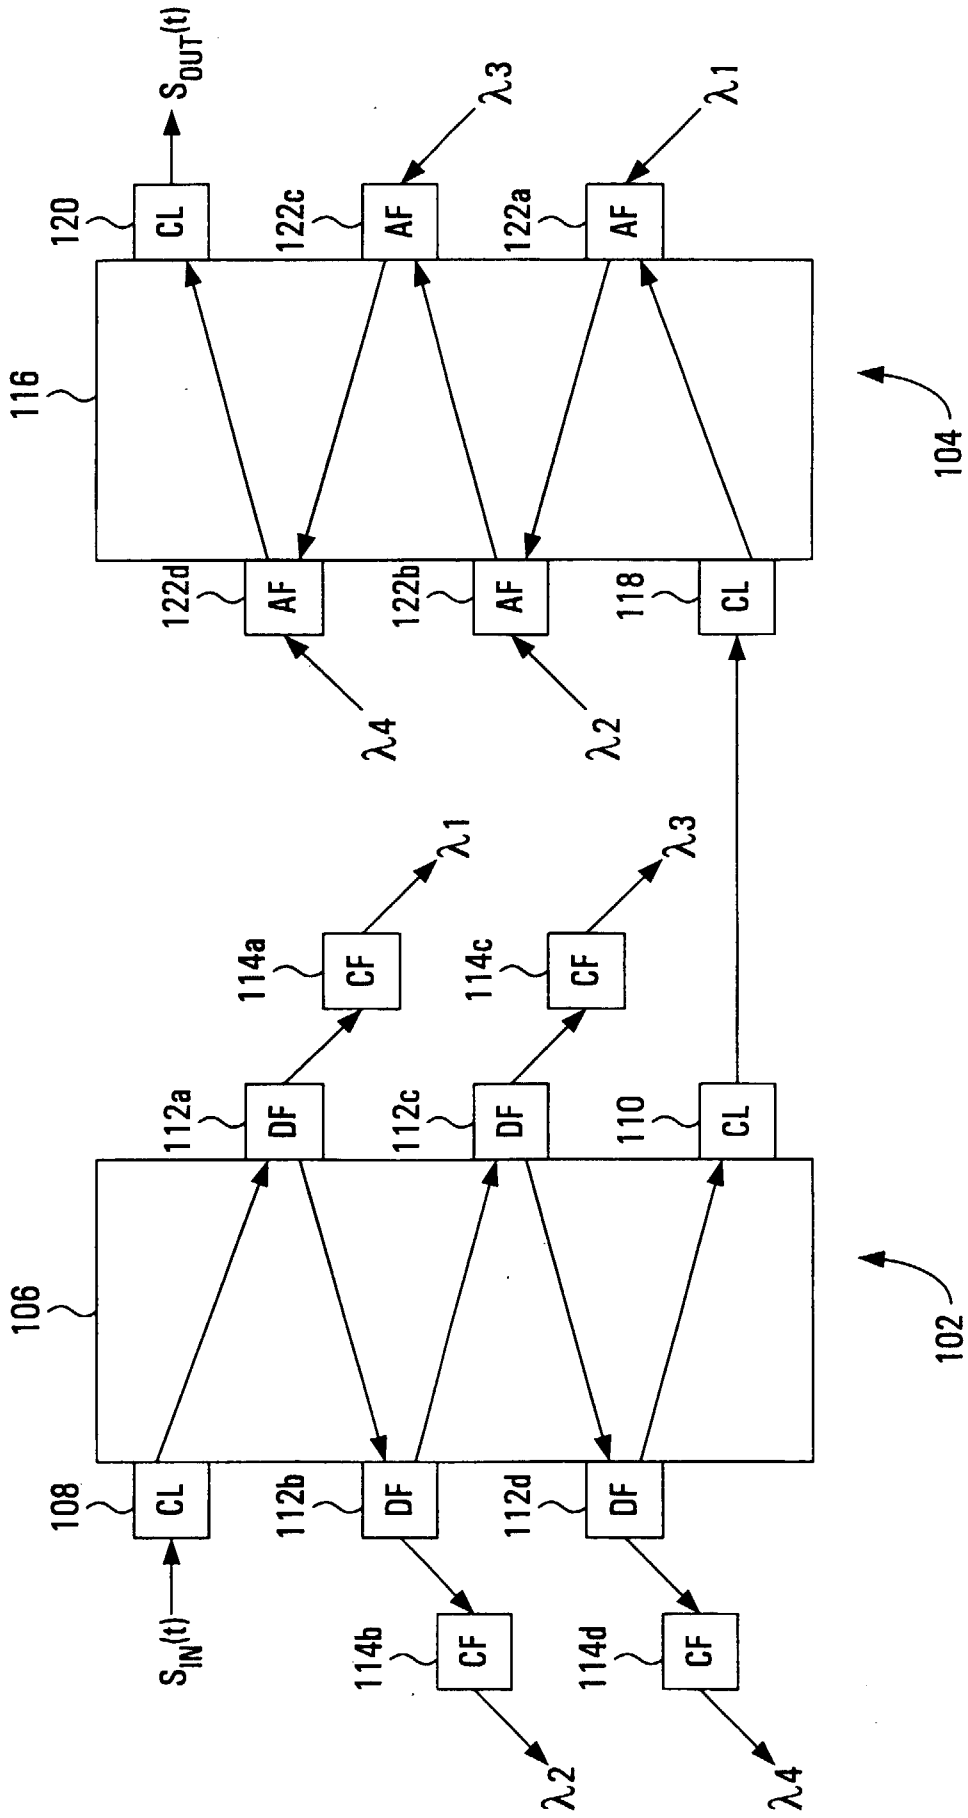 S_IN(t)
108
CL
106
112a
DF
114a
CF
λ1
112b
DF
114b
CF
λ2
112c
DF
114c
CF
λ3
112d
DF
114d
CF
λ4
110
CL
102
116
118
CL
122a
AF
λ1
122b
AF
λ2
122c
AF
λ3
122d
AF
λ4
120
CL
S_OUT(t)
104